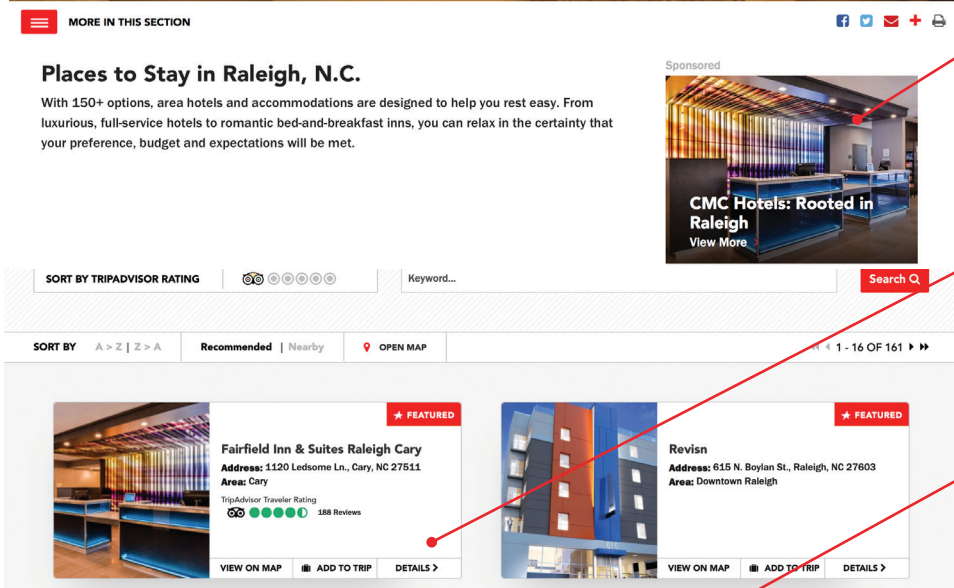 MORE IN THIS SECTION
Places to Stay in Raleigh, N.C.
With 150+ options, area hotels and accommodations are designed to help you rest easy. From
luxurious, full-service hotels to romantic bed-and-breakfast inns, you can relax in the certainty that
your preference, budget and expectations will be met.
Sponsored
CMC Hotels: Rooted in
Raleigh
View More
SORT BY TRIPADVISOR RATING
Keyword...
Search
SORT BY A > Z | Z > A Recommended | Nearby OPEN MAP 1 - 16 OF 161
FEATURED
Fairfield Inn & Suites Raleigh Cary
Address: 1120 Ledsome Ln., Cary, NC 27511
Area: Cary
TripAdvisor Traveler Rating
188 Reviews
VIEW ON MAP ADD TO TRIP DETAILS >
FEATURED
Revisn
Address: 615 N. Boylan St., Raleigh, NC 27603
Area: Downtown Raleigh
615
VIEW ON MAP ADD TO TRIP DETAILS >